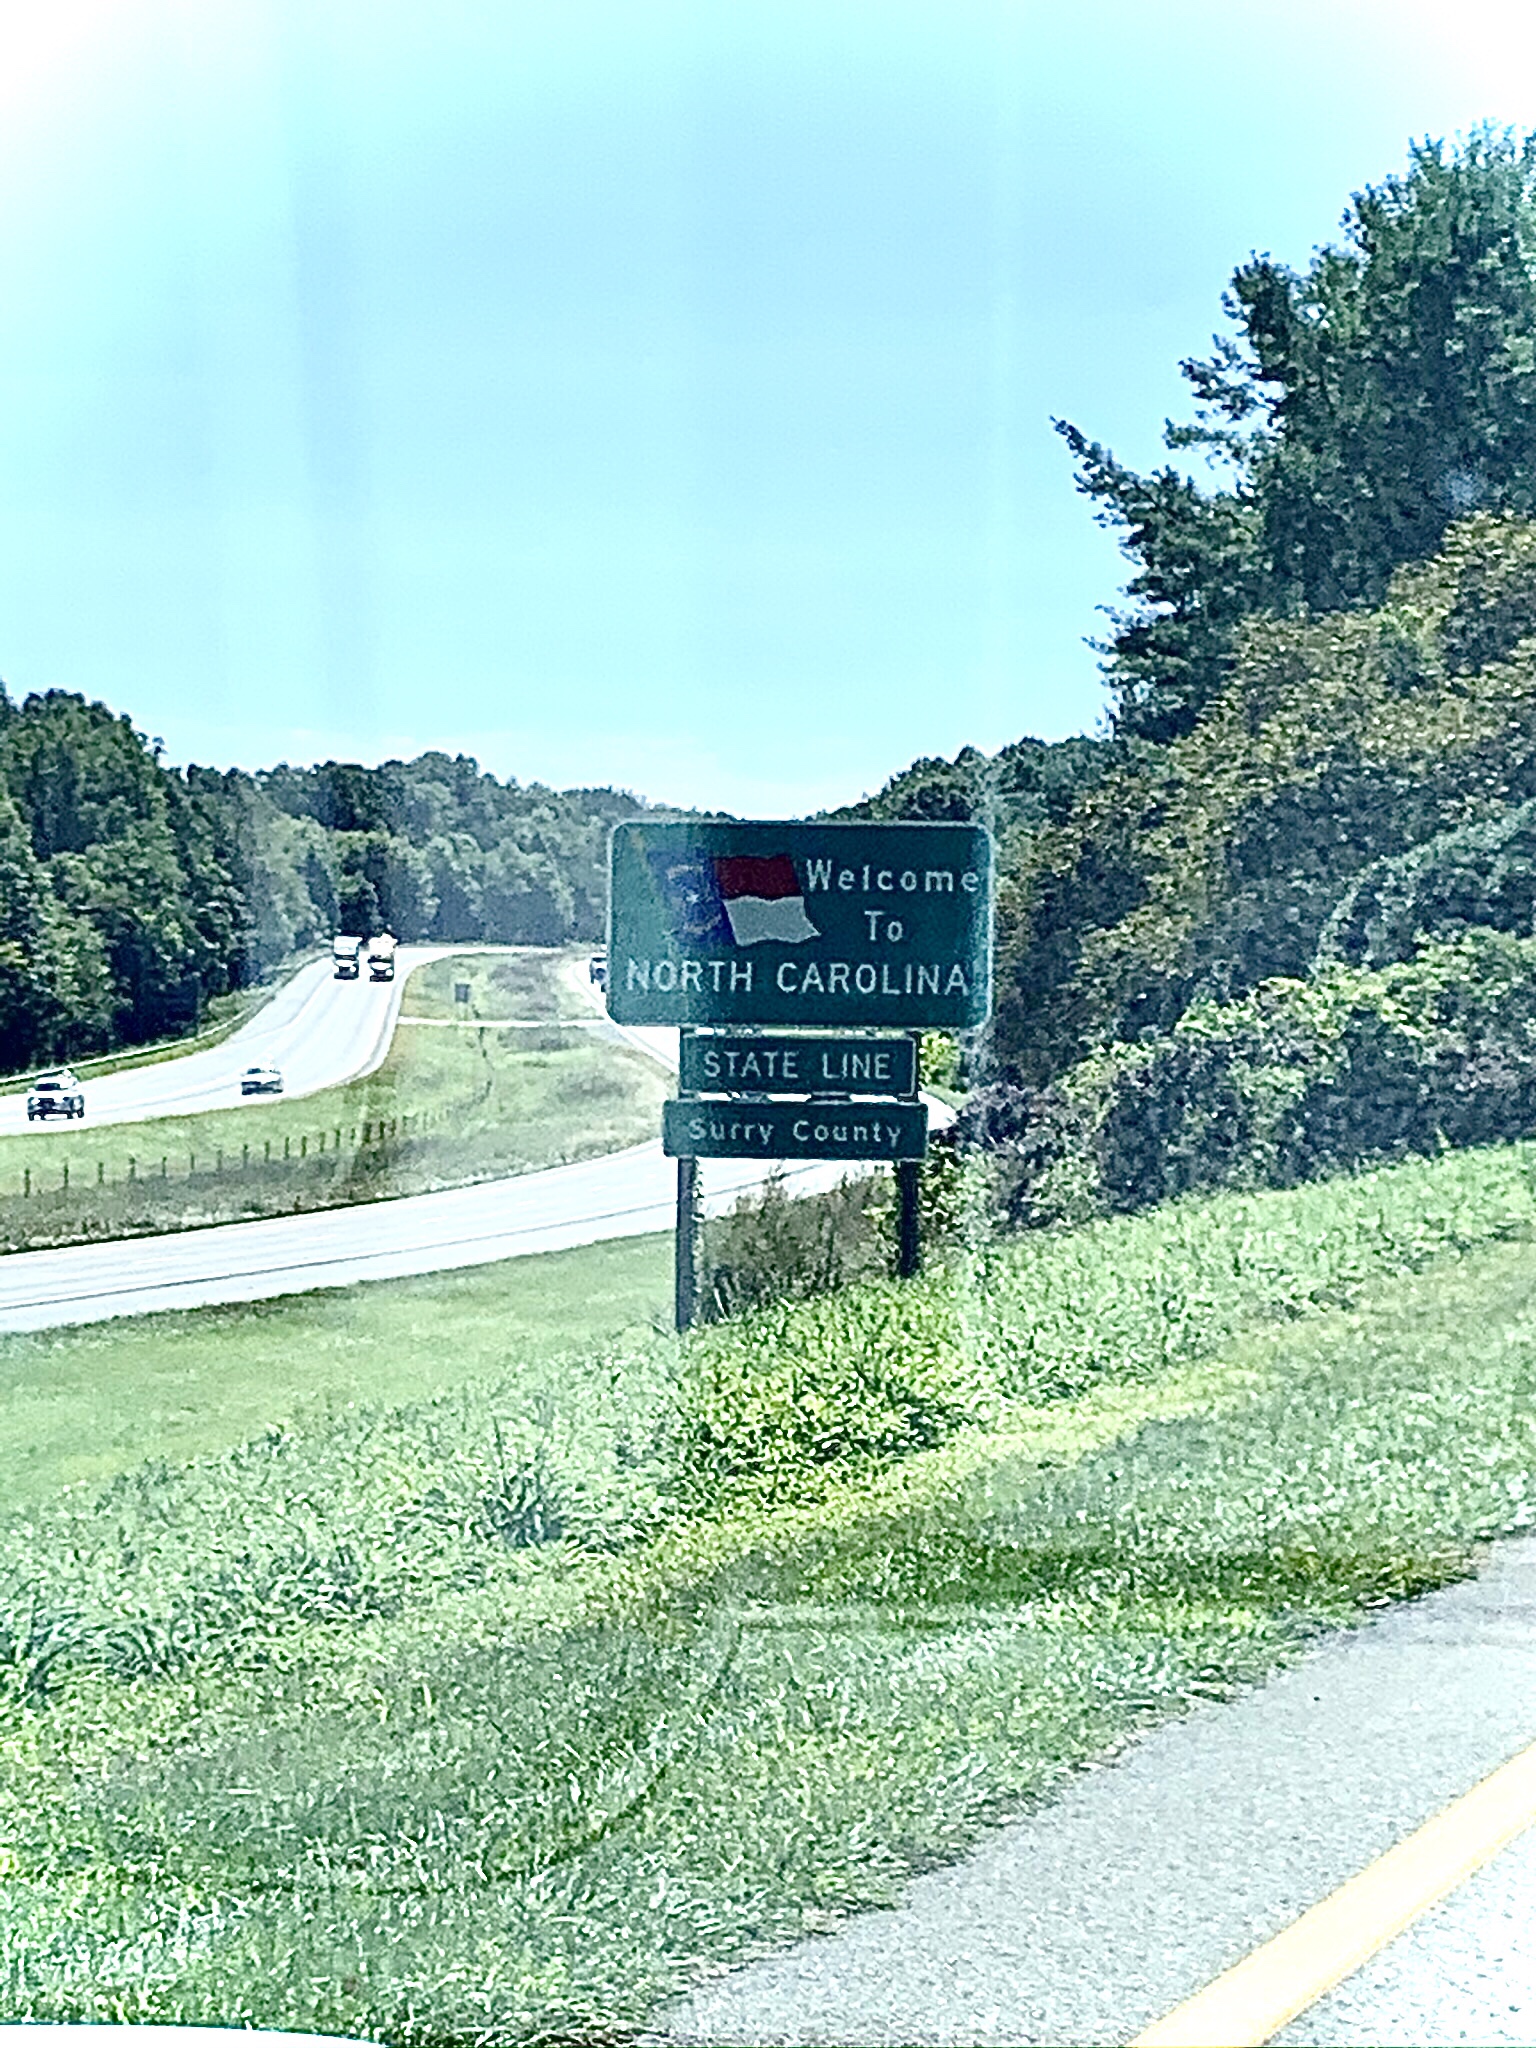 Welcome
To
NORTH CAROLINA
STATE LINE
Surry County